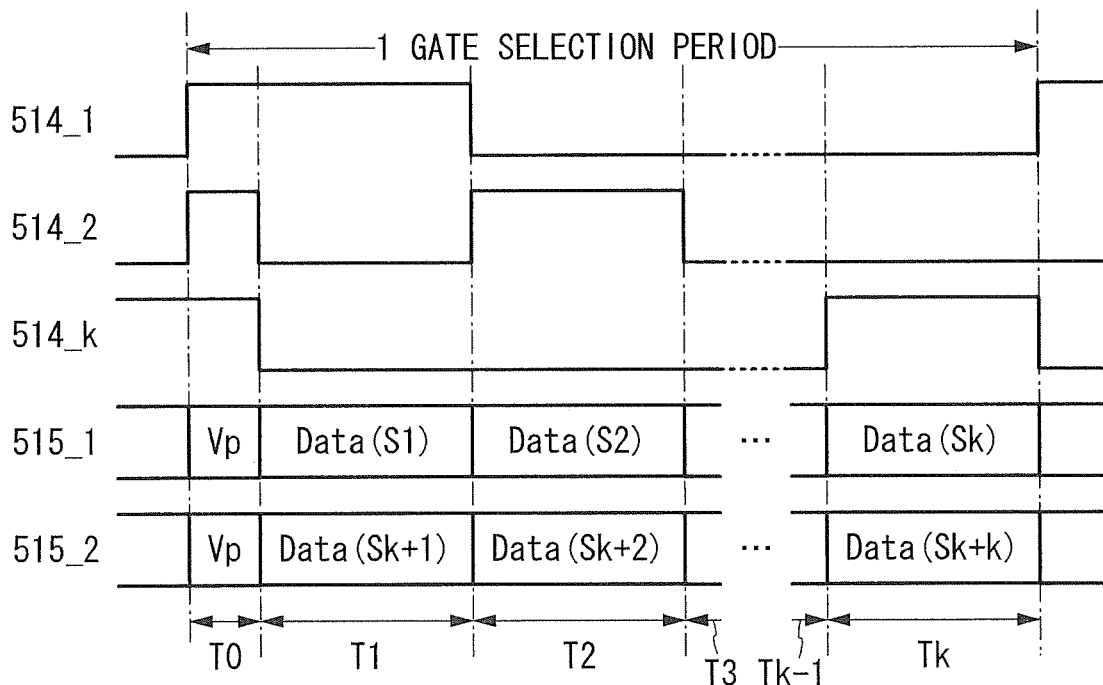 1 GATE SELECTION PERIOD
514_1
514_2
514_k
515_1 Vp Data(S1) Data(S2) ··· Data(Sk)
515_2 Vp Data(Sk+1) Data(Sk+2) ··· Data(Sk+k)
T0 T1 T2 T3 Tk-1 Tk